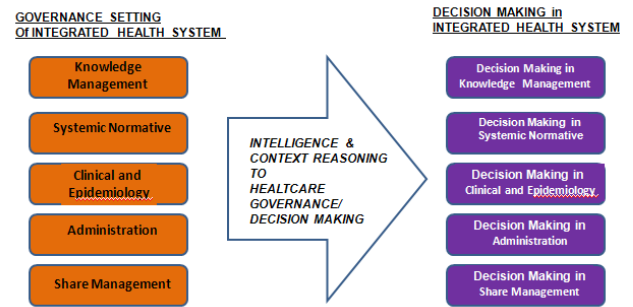 GOVERNANCE SETTING
Of INTEGRATED HEALTH SYSTEM
Knowledge
Management
Systemic Normative
Clinical and
Epidemiology
Administration
Share Management
INTELLIGENCE &
CONTEXT REASONING
TO
HEALTCARE
GOVERNANCE/
DECISION MAKING
DECISION MAKING in
INTEGRATED HEALTH SYSTEM
Decision Making in
Knowledge Management
Decision Making in
Systemic Normative
Decision Making in
Clinical and Epidemiology
Decision Making in
Administration
Decision Making in
Share Management